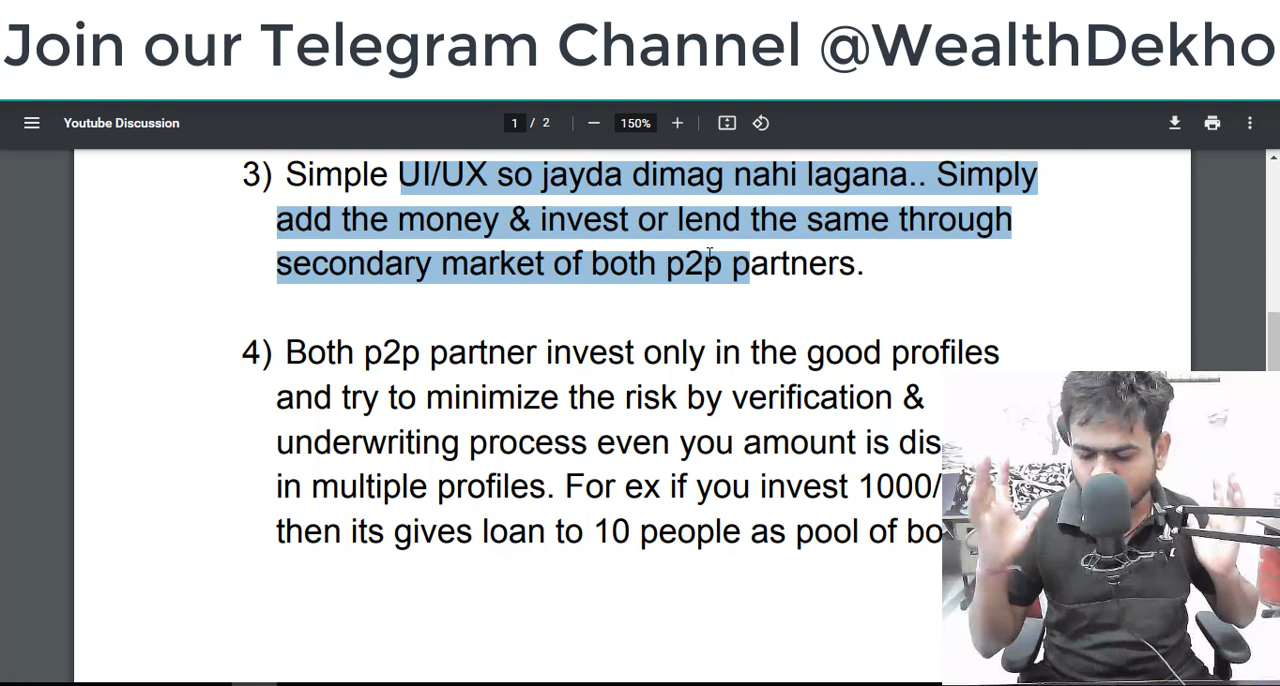 Join our Telegram Channel @WealthDekho
Youtube Discussion
1 / 2
150%
3) Simple UI/UX so jayda dimag nahi lagana.. Simply
add the money & invest or lend the same through
secondary market of both p2p partners.
4) Both p2p partner invest only in the good profiles
and try to minimize the risk by verification &
underwriting process even you amount is dis
in multiple profiles. For ex if you invest 1000/
then its gives loan to 10 people as pool of bo